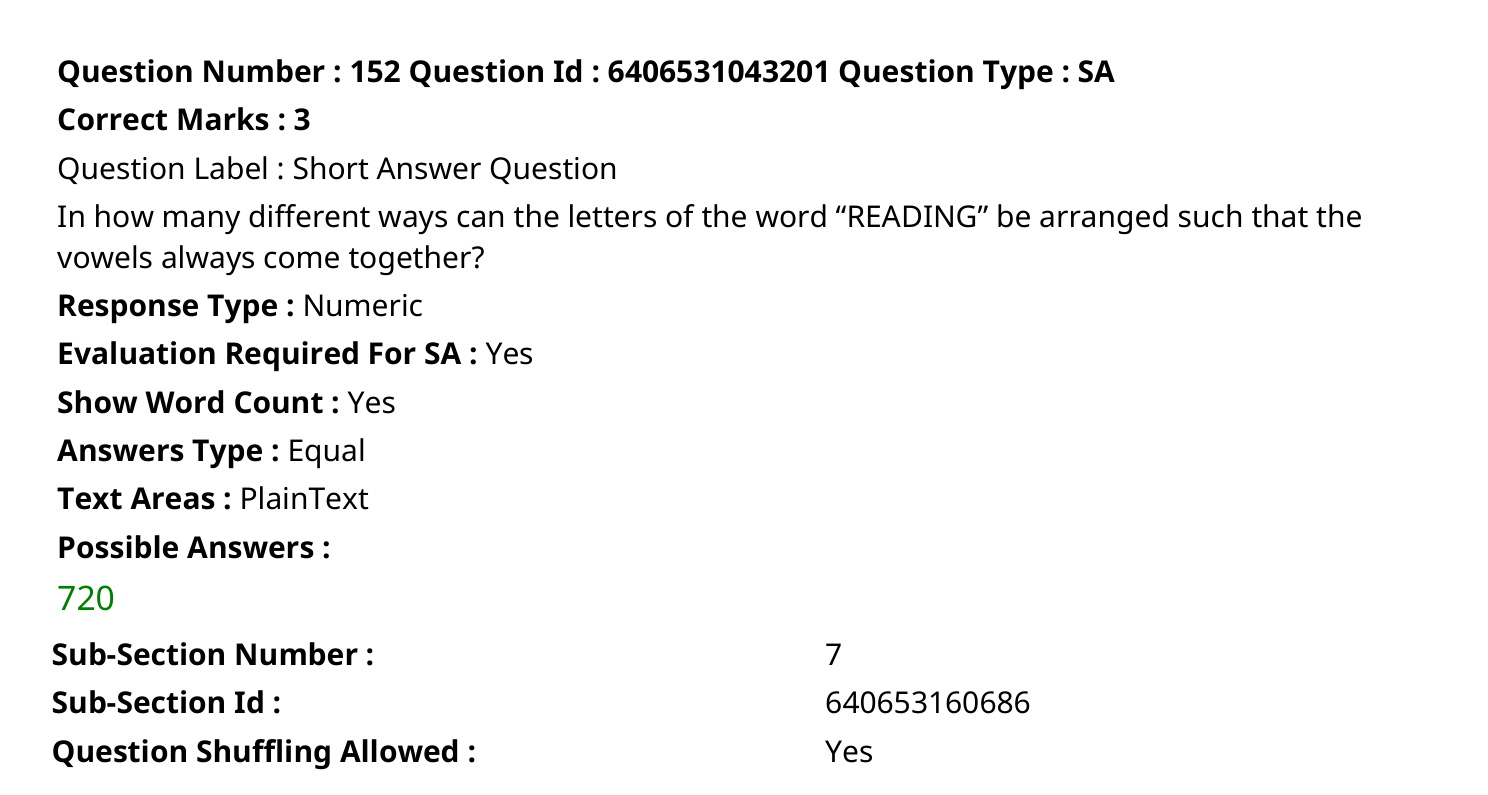 Question Number : 152 Question Id : 6406531043201 Question Type : SA
Correct Marks : 3
Question Label : Short Answer Question
In how many different ways can the letters of the word “READING” be arranged such that the
vowels always come together?
Response Type : Numeric
Evaluation Required For SA : Yes
Show Word Count : Yes
Answers Type : Equal
Text Areas : PlainText
Possible Answers :
720
Sub-Section Number : 7
Sub-Section Id : 640653160686
Question Shuffling Allowed : Yes